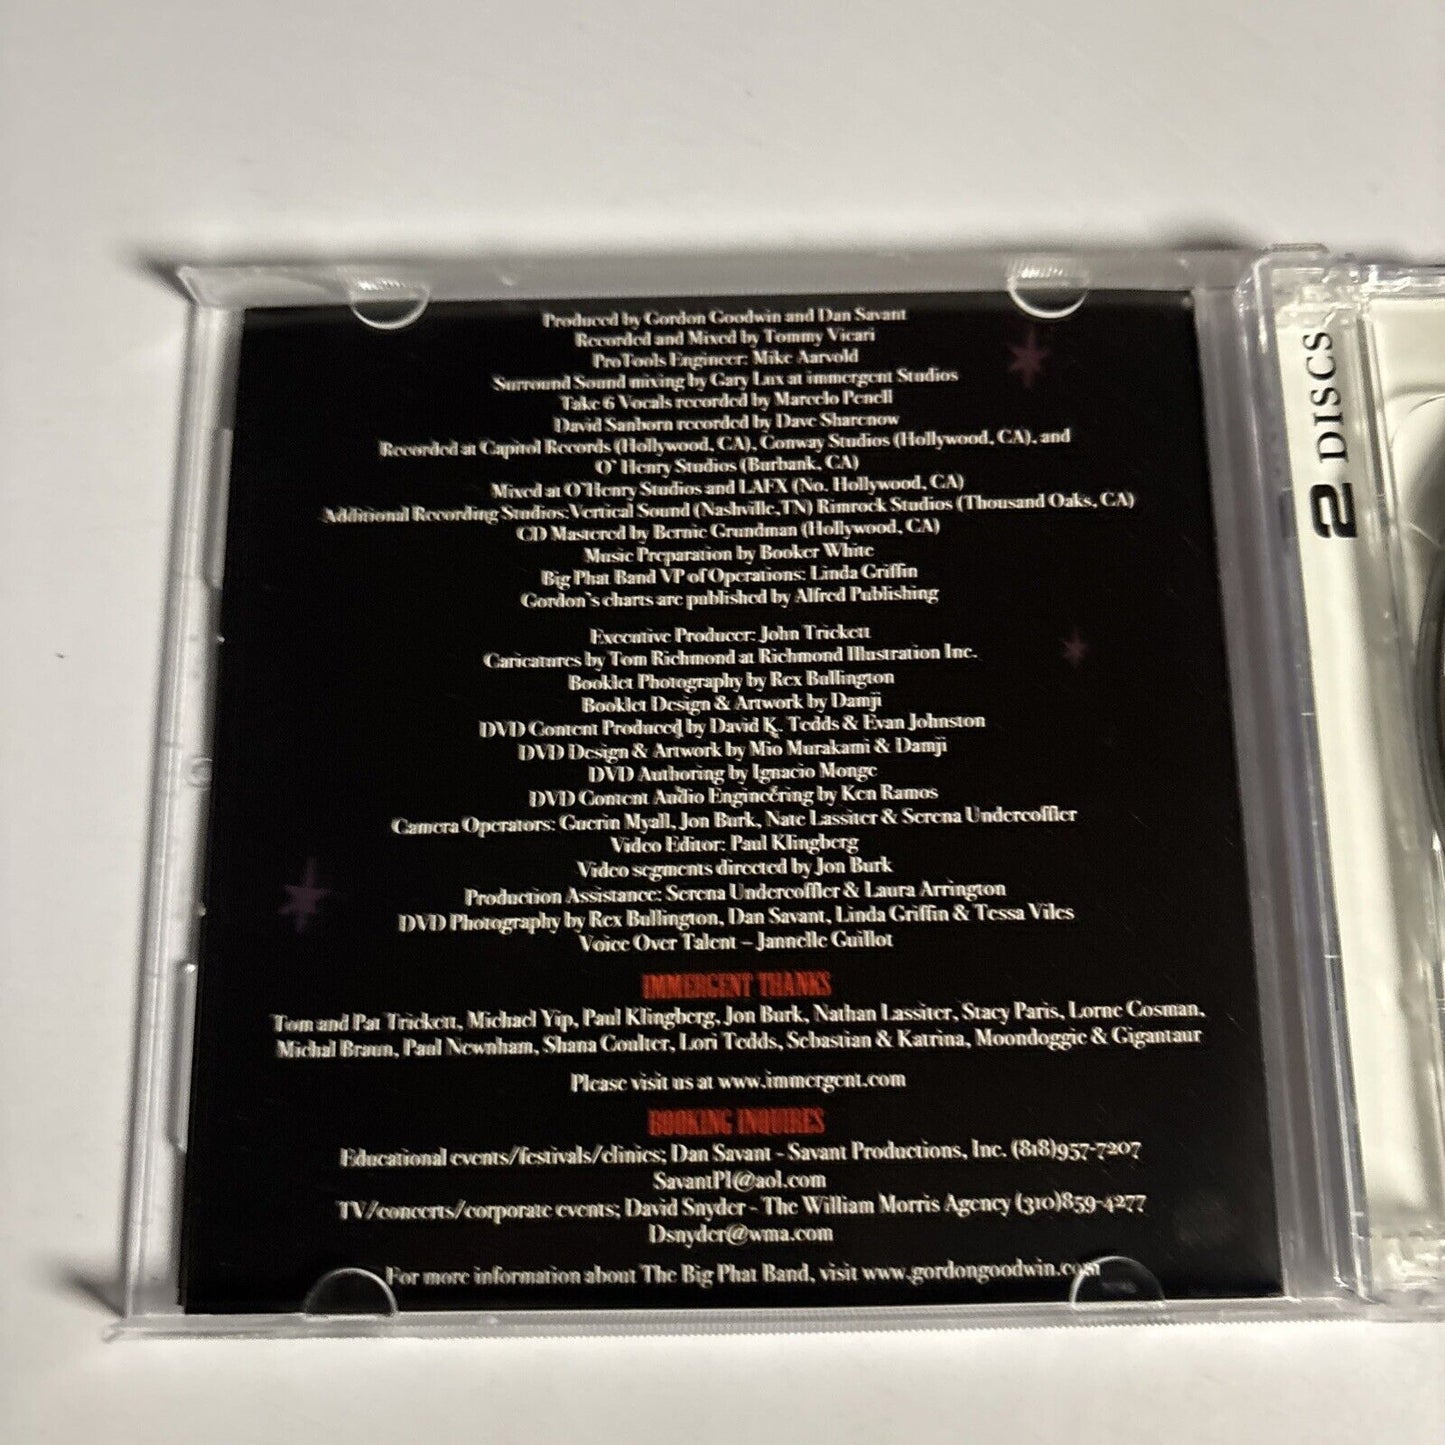 Produced by Gordon Goodwin and Dan Savant
Recorded and Mixed by Tommy Vicari
ProTools Engineer: Mike Aarvold
Surround Sound mixing by Gary Lux at immergent Studios
Take 6 Vocals recorded by Marcelo Penell
David Sanborn recorded by Dave Sharenow
Recorded at Capitol Records (Hollywood, CA), Conway Studios (Hollywood, CA), and
O' Henry Studios (Burbank, CA)
Mixed at O'Henry Studios and LAFX (No. Hollywood, CA)
Additional Recording Studios: Vertical Sound (Nashville, TN) Rimrock Studios (Thousand Oaks, CA)
CD Mastered by Bernie Grundman (Hollywood, CA)
Music Preparation by Booker White
Big Phat Band VP of Operations: Linda Griffin
Gordon's charts are published by Alfred Publishing
Executive Producer: John Trickett
Caricatures by Tom Richmond at Richmond Illustration Inc.
Booklet Photography by Rex Bullington
Booklet Design & Artwork by Damji
DVD Content Produced by David K. Tedds & Evan Johnston
DVD Design & Artwork by Mio Murakami & Damji
DVD Authoring by Ignacio Monge
DVD Content Audio Engineering by Ken Ramos
Camera Operators: Guerin Myall, Jon Burk, Nate Lassiter & Serena Undercoffler
Video Editor: Paul Klingberg
Video segments directed by Jon Burk
Production Assistance: Serena Undercoffler & Laura Arrington
DVD Photography by Rex Bullington, Dan Savant, Linda Griffin & Tessa Viles
Voice Over Talent – Jannelle Guillot
IMMERGENT THANKS
Tom and Pat Trickett, Michael Yip, Paul Klingberg, Jon Burk, Nathan Lassiter, Stacy Paris, Lorne Cosman,
Michal Braun, Paul Newnham, Shana Coulter, Lori Tedds, Sebastian & Katrina, Moondoggie & Gigantaur
Please visit us at www.immergent.com
BOOKING INQUIRES
Educational events/festivals/clinics; Dan Savant - Savant Productions, Inc. (818)957-7207
SavantP1@aol.com
TV/concerts/corporate events; David Snyder - The William Morris Agency (310)859-4277
Dsnyder@wma.com
For more information about The Big Phat Band, visit www.gordongoodwin.com
2 DISCS